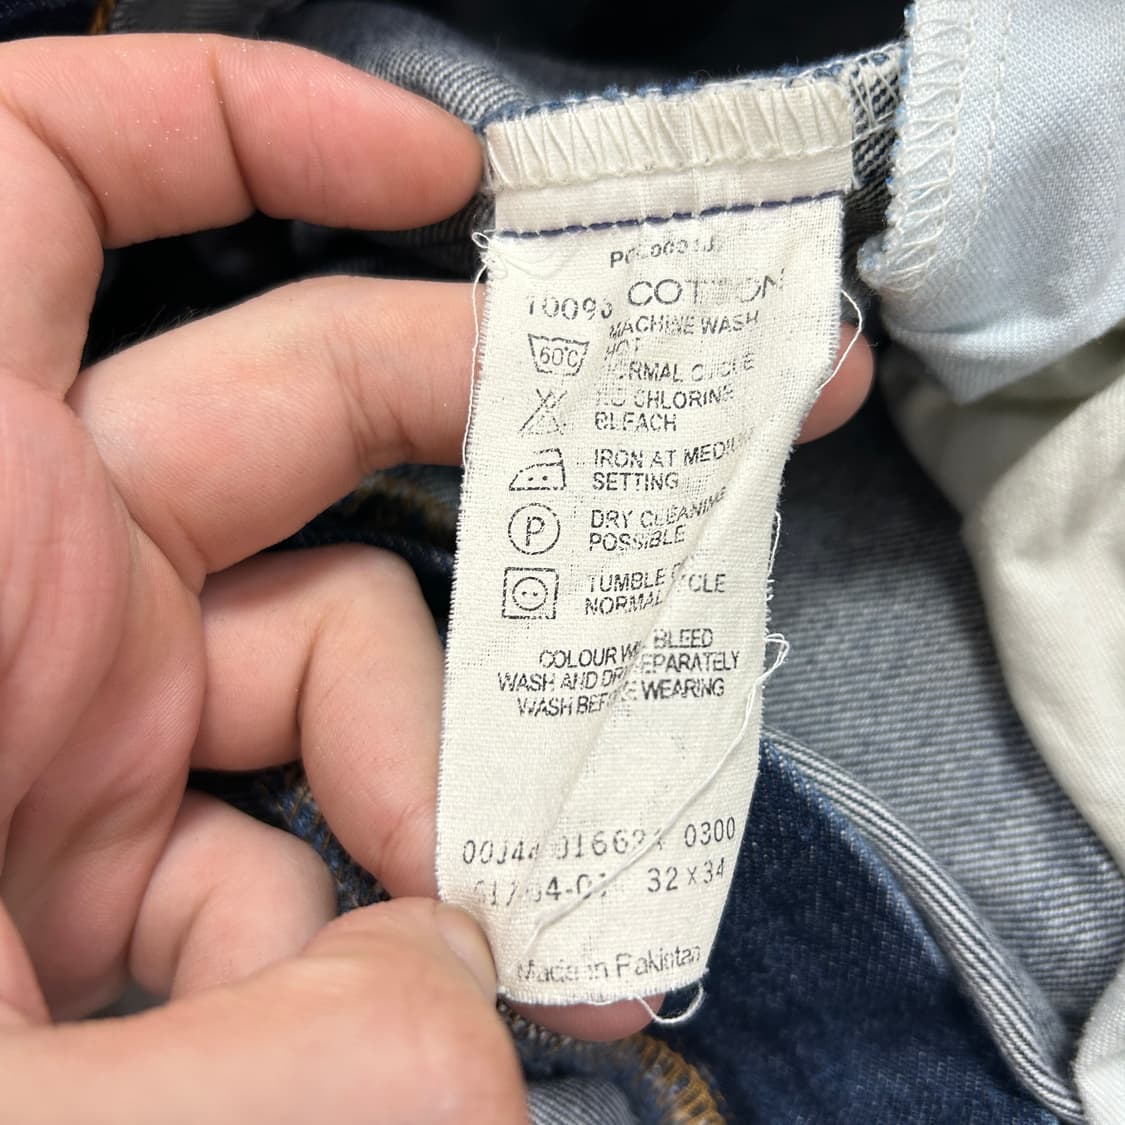 100% COTTON
MACHINE WASH
HOT
60°C
NORMAL CYCLE
NO CHLORINE
BLEACH
IRON AT MEDIUM
SETTING
P
DRY CLEANING
POSSIBLE
TUMBLE CYCLE
NORMAL
COLOUR WILL BLEED
WASH AND DRY SEPARATELY
WASH BEFORE WEARING
0300
32 X 34
Made in Pakistan